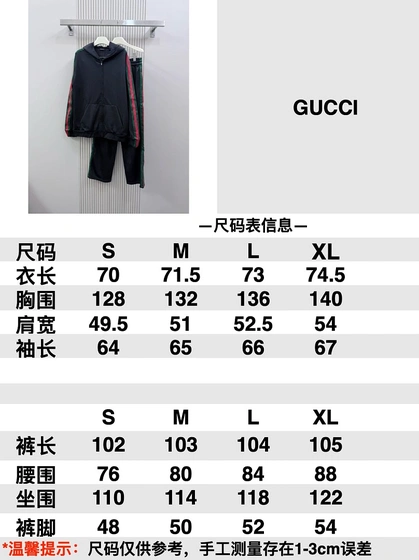 GUCCI
—尺码表信息—
尺码 S M L XL
衣长 70 71.5 73 74.5
胸围 128 132 136 140
肩宽 49.5 51 52.5 54
袖长 64 65 66 67
S M L XL
裤长 102 103 104 105
腰围 76 80 84 88
坐围 110 114 118 122
裤脚 48 50 52 54
*温馨提示：尺码仅供参考，手工测量存在1-3cm误差